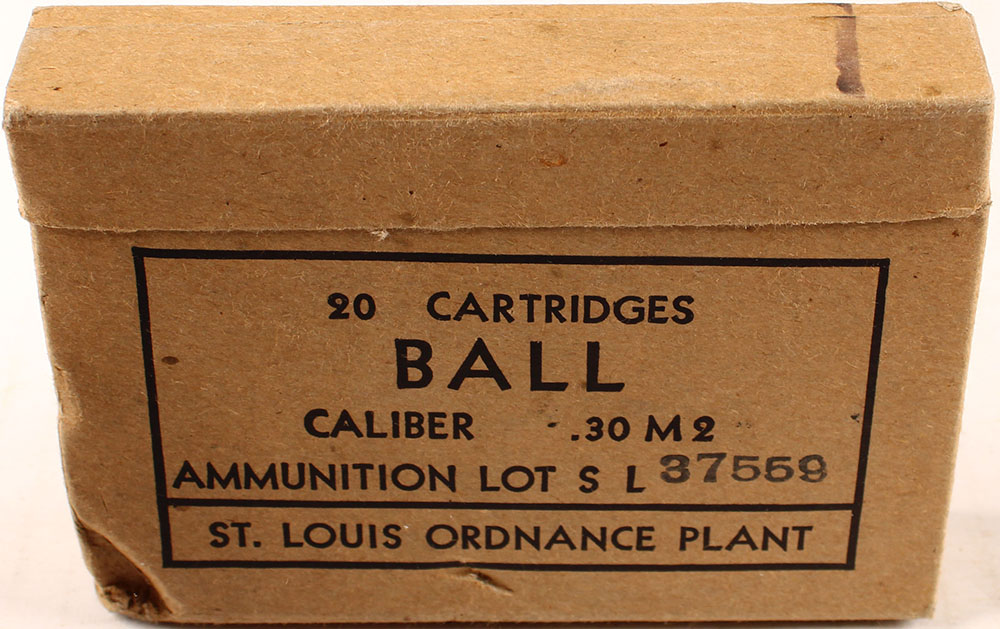 20 CARTRIDGES
BALL
CALIBER .30 M2
AMMUNITION LOT S L 37559
ST. LOUIS ORDNANCE PLANT